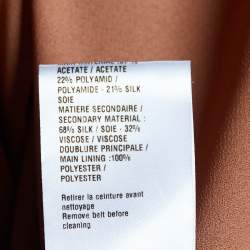 ACETATE / ACETATE
22% POLYAMIDE /
POLYAMIDE - 21% SILK
SOIE
MATIERE SECONDAIRE /
SECONDARY MATERIAL :
68% SILK / SOIE - 32%
VISCOSE / VISCOSE
DOUBLURE PRINCIPALE /
MAIN LINING :100%
POLYESTER /
POLYESTER
Retirer la ceinture avant
nettoyage
Remove belt before
cleaning